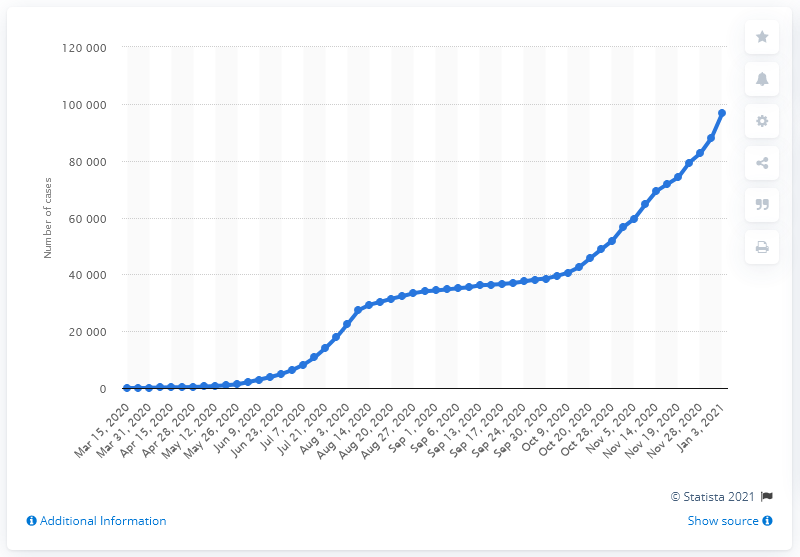 120 000
100 000
80 000
60 000
40 000
20 000
0
Number of cases
Mar 15, 2020
Mar 31, 2020
Apr 15, 2020
Apr 28, 2020
May 12, 2020
May 26, 2020
Jun 9, 2020
Jun 23, 2020
Jul 7, 2020
Jul 21, 2020
Aug 3, 2020
Aug 14, 2020
Aug 20, 2020
Aug 27, 2020
Sep 1, 2020
Sep 6, 2020
Sep 13, 2020
Sep 17, 2020
Sep 24, 2020
Sep 30, 2020
Oct 9, 2020
Oct 20, 2020
Oct 28, 2020
Nov 5, 2020
Nov 14, 2020
Nov 19, 2020
Nov 28, 2020
Jan 3, 2021
© Statista 2021
Additional Information
Show source